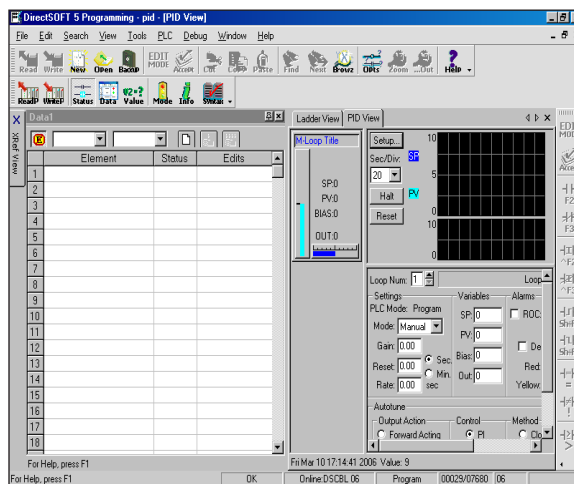 DirectSOFT 5 Programming - pid - [PID View]
File Edit Search View Tools PLC Debug Window Help
Read Write New Open Backup EDIT MODE Accept Cut Copy Paste Find Next Browz Opts Zoom ...Out Help
ReadP WriteP Status Data Value Mode Info Syntax
XRef View
Data1
Element Status Edits
1
2
3
4
5
6
7
8
9
10
11
12
13
14
15
16
17
18
For Help, press F1
Ladder View PID View
M-Loop Title
SP:0
PV:0
BIAS:0
OUT:0
Setup...
Sec/Div:
20
Halt
Reset
SP
PV
10
5
0
10
0
Loop Num: 1 Loop
Settings Variables Alarms
PLC Mode: Program
Mode: Manual
Gain: 0.00
Reset: 0.00
Rate: 0.00 sec
Sec.
Min.
SP: 0
PV: 0
Bias: 0
Out: 0
ROC:
De
Red:
Yellow:
Autotune
Output Action Control Method
Forward Acting PI Clo
Fri Mar 10 17:14:41 2006 Value: 9
EDI
MOD
Acce
F2
F3
^F2
^F3
Shift
Shift
=
>
For Help, press F1 OK Online:DSCBL 06 Program 00029/07680 06